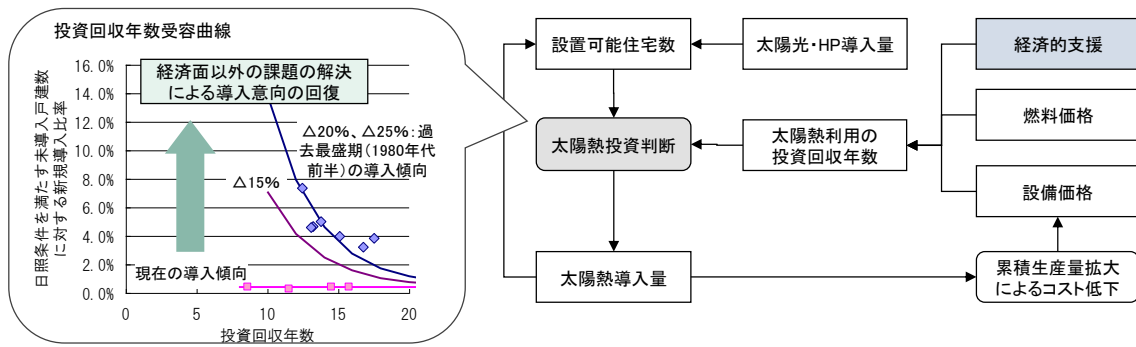 投資回収年数受容曲線
日照条件を満たす未導入戸建数
に対する新規導入比率
16.0%
14.0%
12.0%
10.0%
8.0%
6.0%
4.0%
2.0%
0.0%
経済面以外の課題の解決
による導入意向の回復
△20%、△25%:過
去最盛期(1980年代
前半)の導入傾向
△15%
現在の導入傾向
0
5
10
15
20
投資回収年数
設置可能住宅数
太陽光・HP導入量
経済的支援
燃料価格
太陽熱投資判断
太陽熱利用の
投資回収年数
設備価格
太陽熱導入量
累積生産量拡大
によるコスト低下